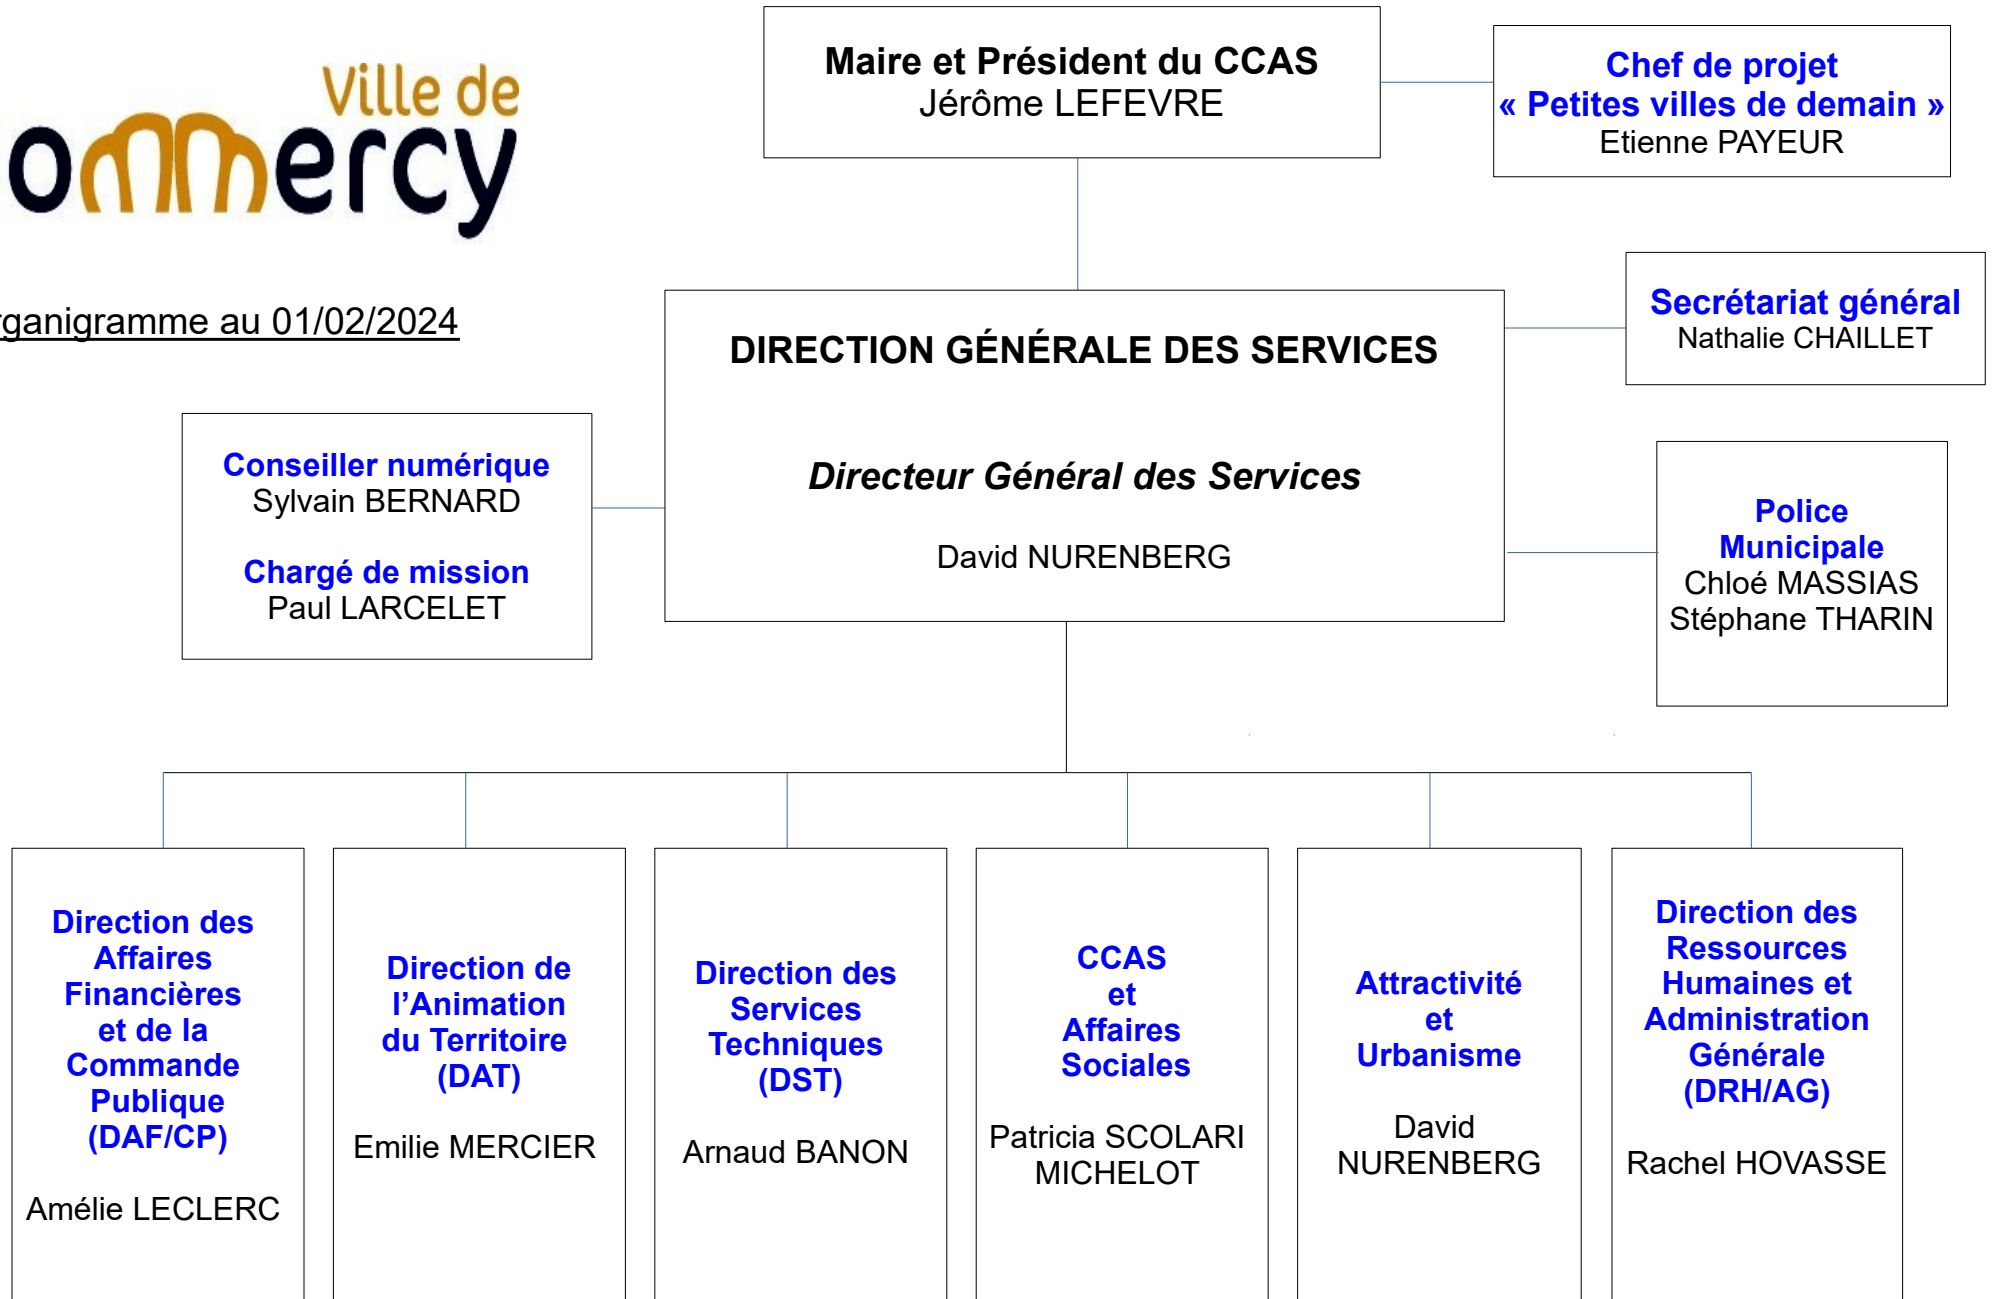 Ville de
ommercy
rganigramme au 01/02/2024
Maire et Président du CCAS
Jérôme LEFEVRE
Chef de projet
« Petites villes de demain »
Etienne PAYEUR
Secrétariat général
Nathalie CHAILLET
DIRECTION GÉNÉRALE DES SERVICES
Directeur Général des Services
David NURENBERG
Conseiller numérique
Sylvain BERNARD
Chargé de mission
Paul LARCELET
Police
Municipale
Chloé MASSIAS
Stéphane THARIN
Direction des
Affaires
Financières
et de la
Commande
Publique
(DAF/CP)
Amélie LECLERC
Direction de
l’Animation
du Territoire
(DAT)
Emilie MERCIER
Direction des
Services
Techniques
(DST)
Arnaud BANON
CCAS
et
Affaires
Sociales
Patricia SCOLARI
MICHELOT
Attractivité
et
Urbanisme
David
NURENBERG
Direction des
Ressources
Humaines et
Administration
Générale
(DRH/AG)
Rachel HOVASSE